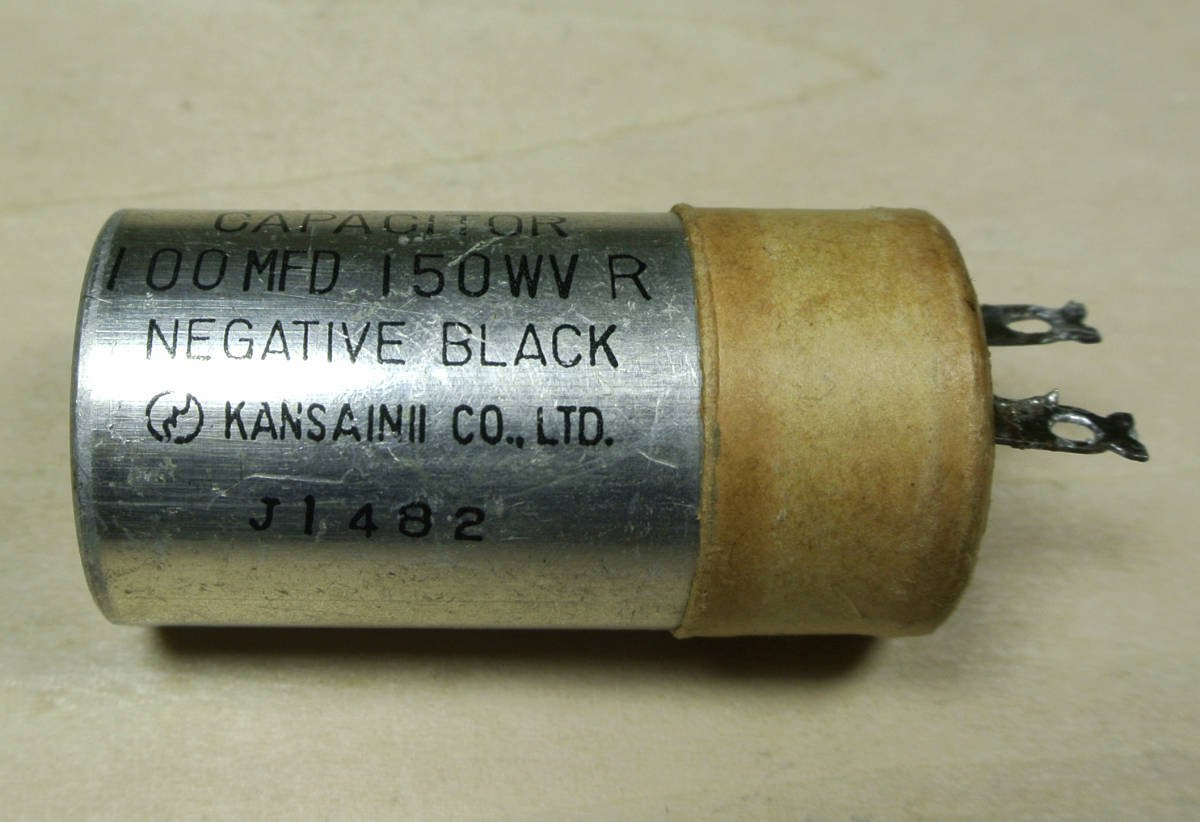 CAPACITOR
100MFD 150WV R
NEGATIVE BLACK
KANSAINII CO., LTD.
J1482